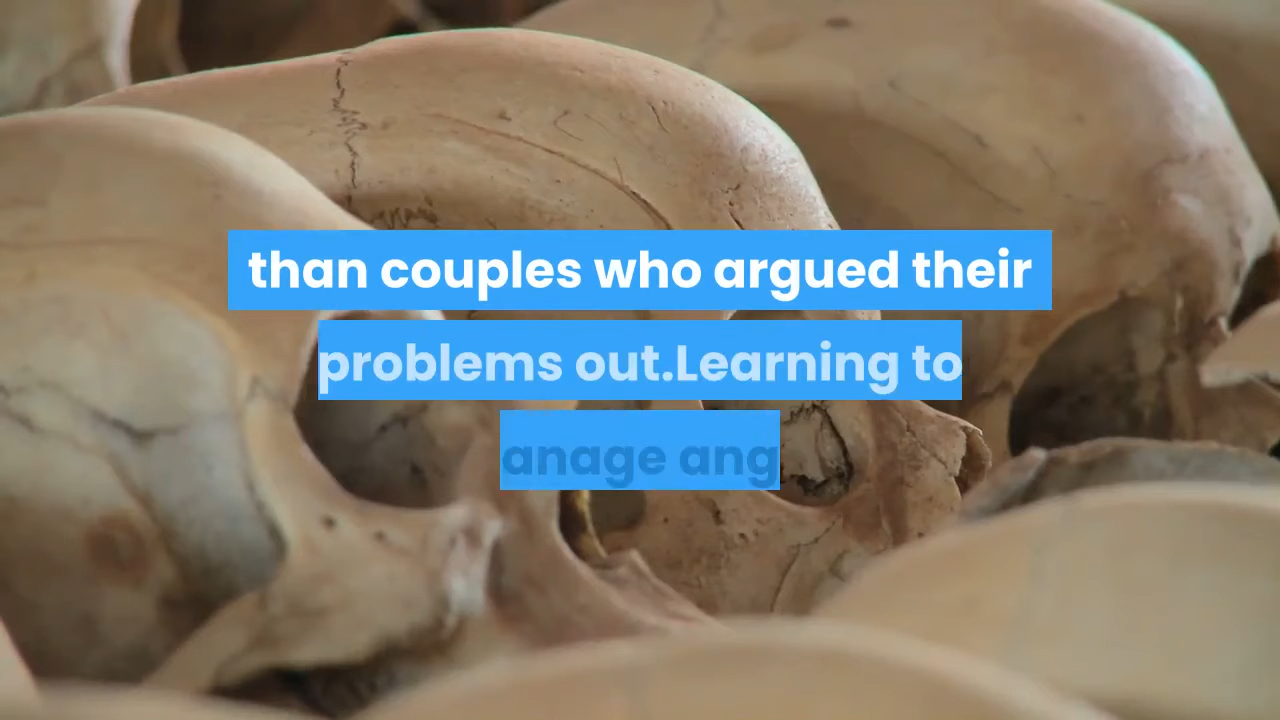 than couples who argued their
problems out.Learning to
anage ang